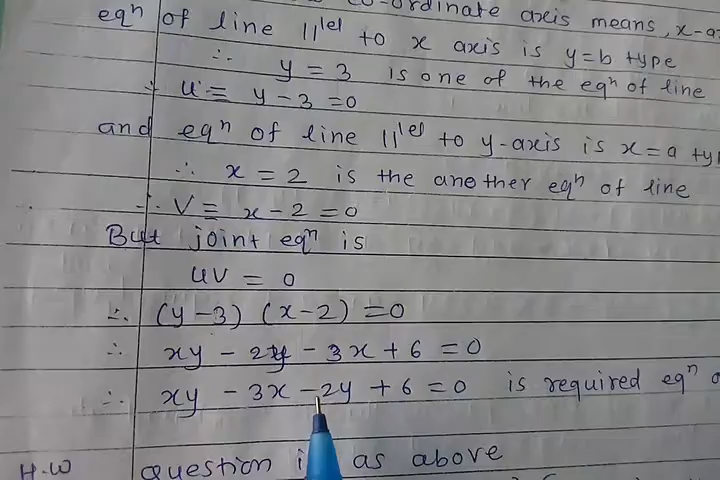 co-ordinate axis means, x-a
eqⁿ of line ||ˡᵉˡ to x axis is y=b type
∴ y = 3 is one of the eqⁿ of line
∴ u ≡ y-3=0
and eqⁿ of line ||ˡᵉˡ to y-axis is x=a
∴ x = 2 is the another eqⁿ of line
∴ V ≡ x-2=0
But joint eqⁿ is
uv = 0
∴ (y-3) (x-2)=0
∴ xy - 2y - 3x + 6 = 0
∴ xy - 3x - 2y + 6 = 0 is required eqⁿ
H.W question is as above